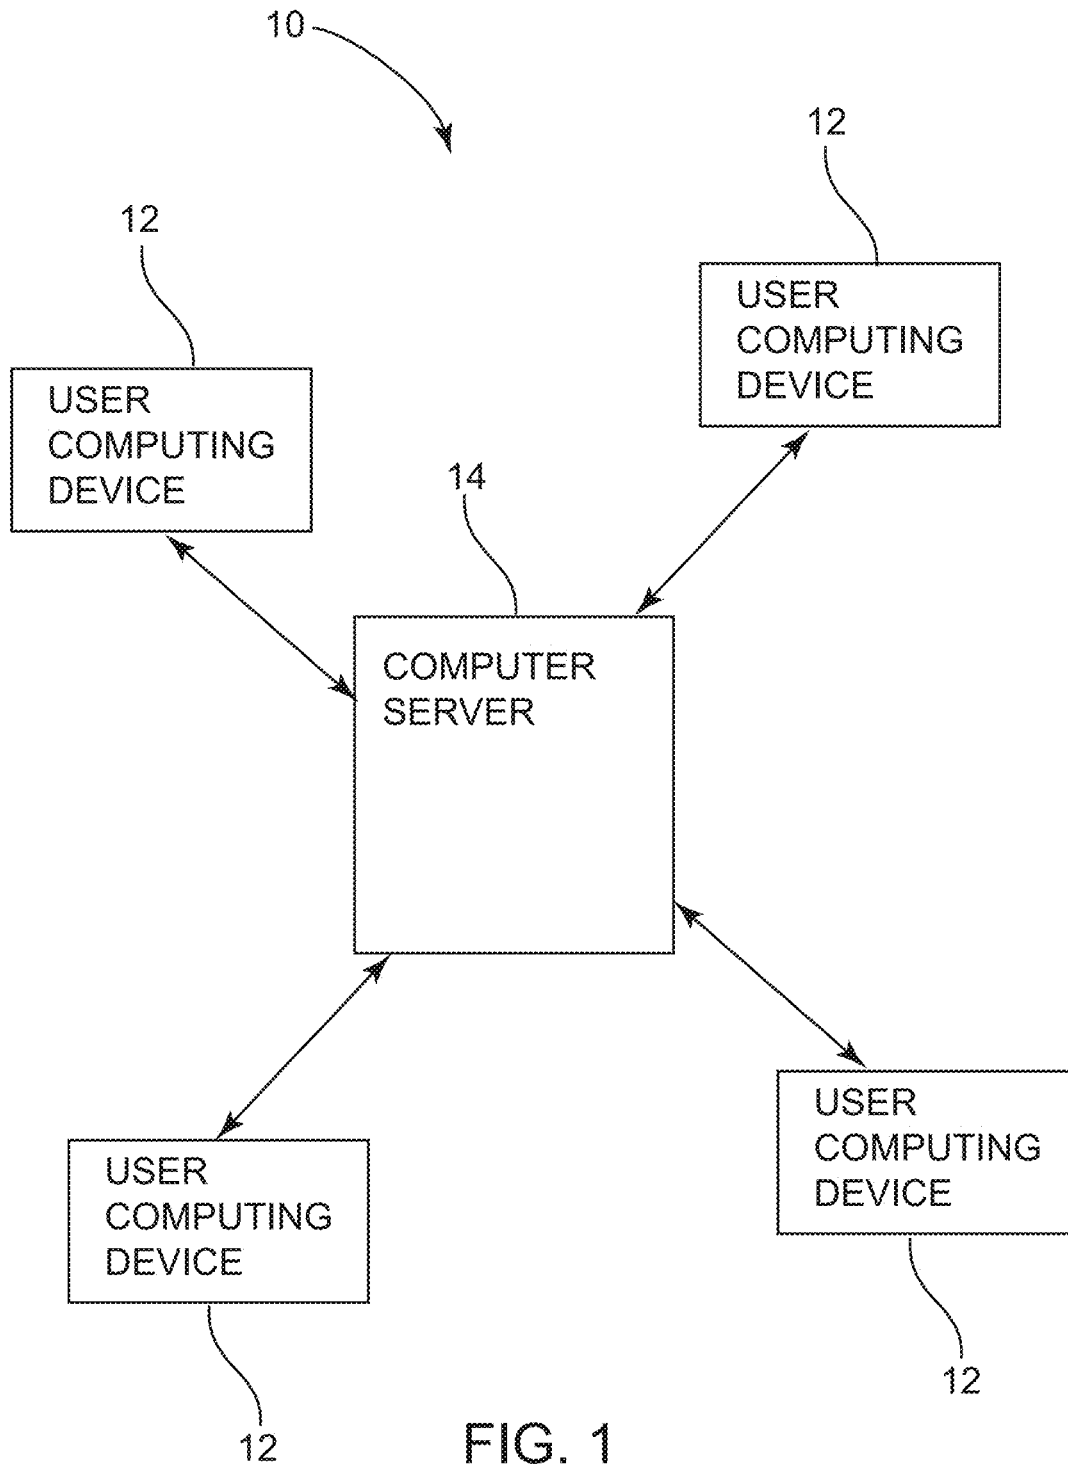 10
12
12
USER
COMPUTING
DEVICE
USER
COMPUTING
DEVICE
14
COMPUTER
SERVER
USER
COMPUTING
DEVICE
USER
COMPUTING
DEVICE
12
12
FIG. 1